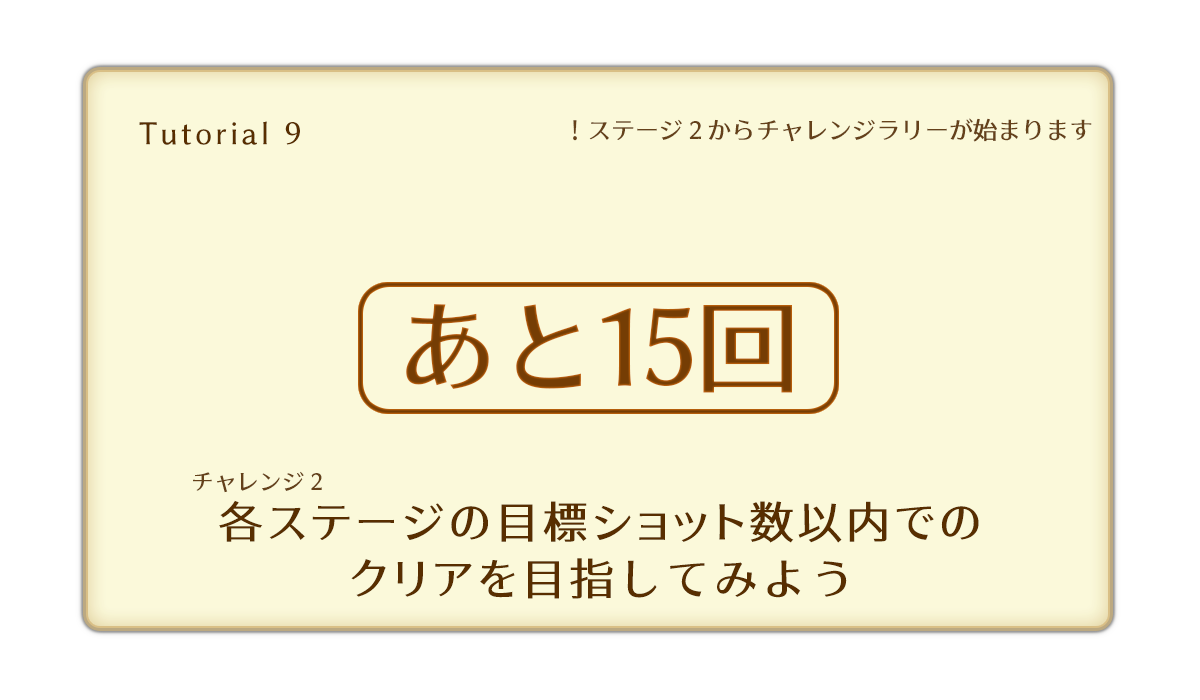 Tutorial 9
！ステージ2からチャレンジラリーが始まります
あと15回
チャレンジ2
各ステージの目標ショット数以内での
クリアを目指してみよう